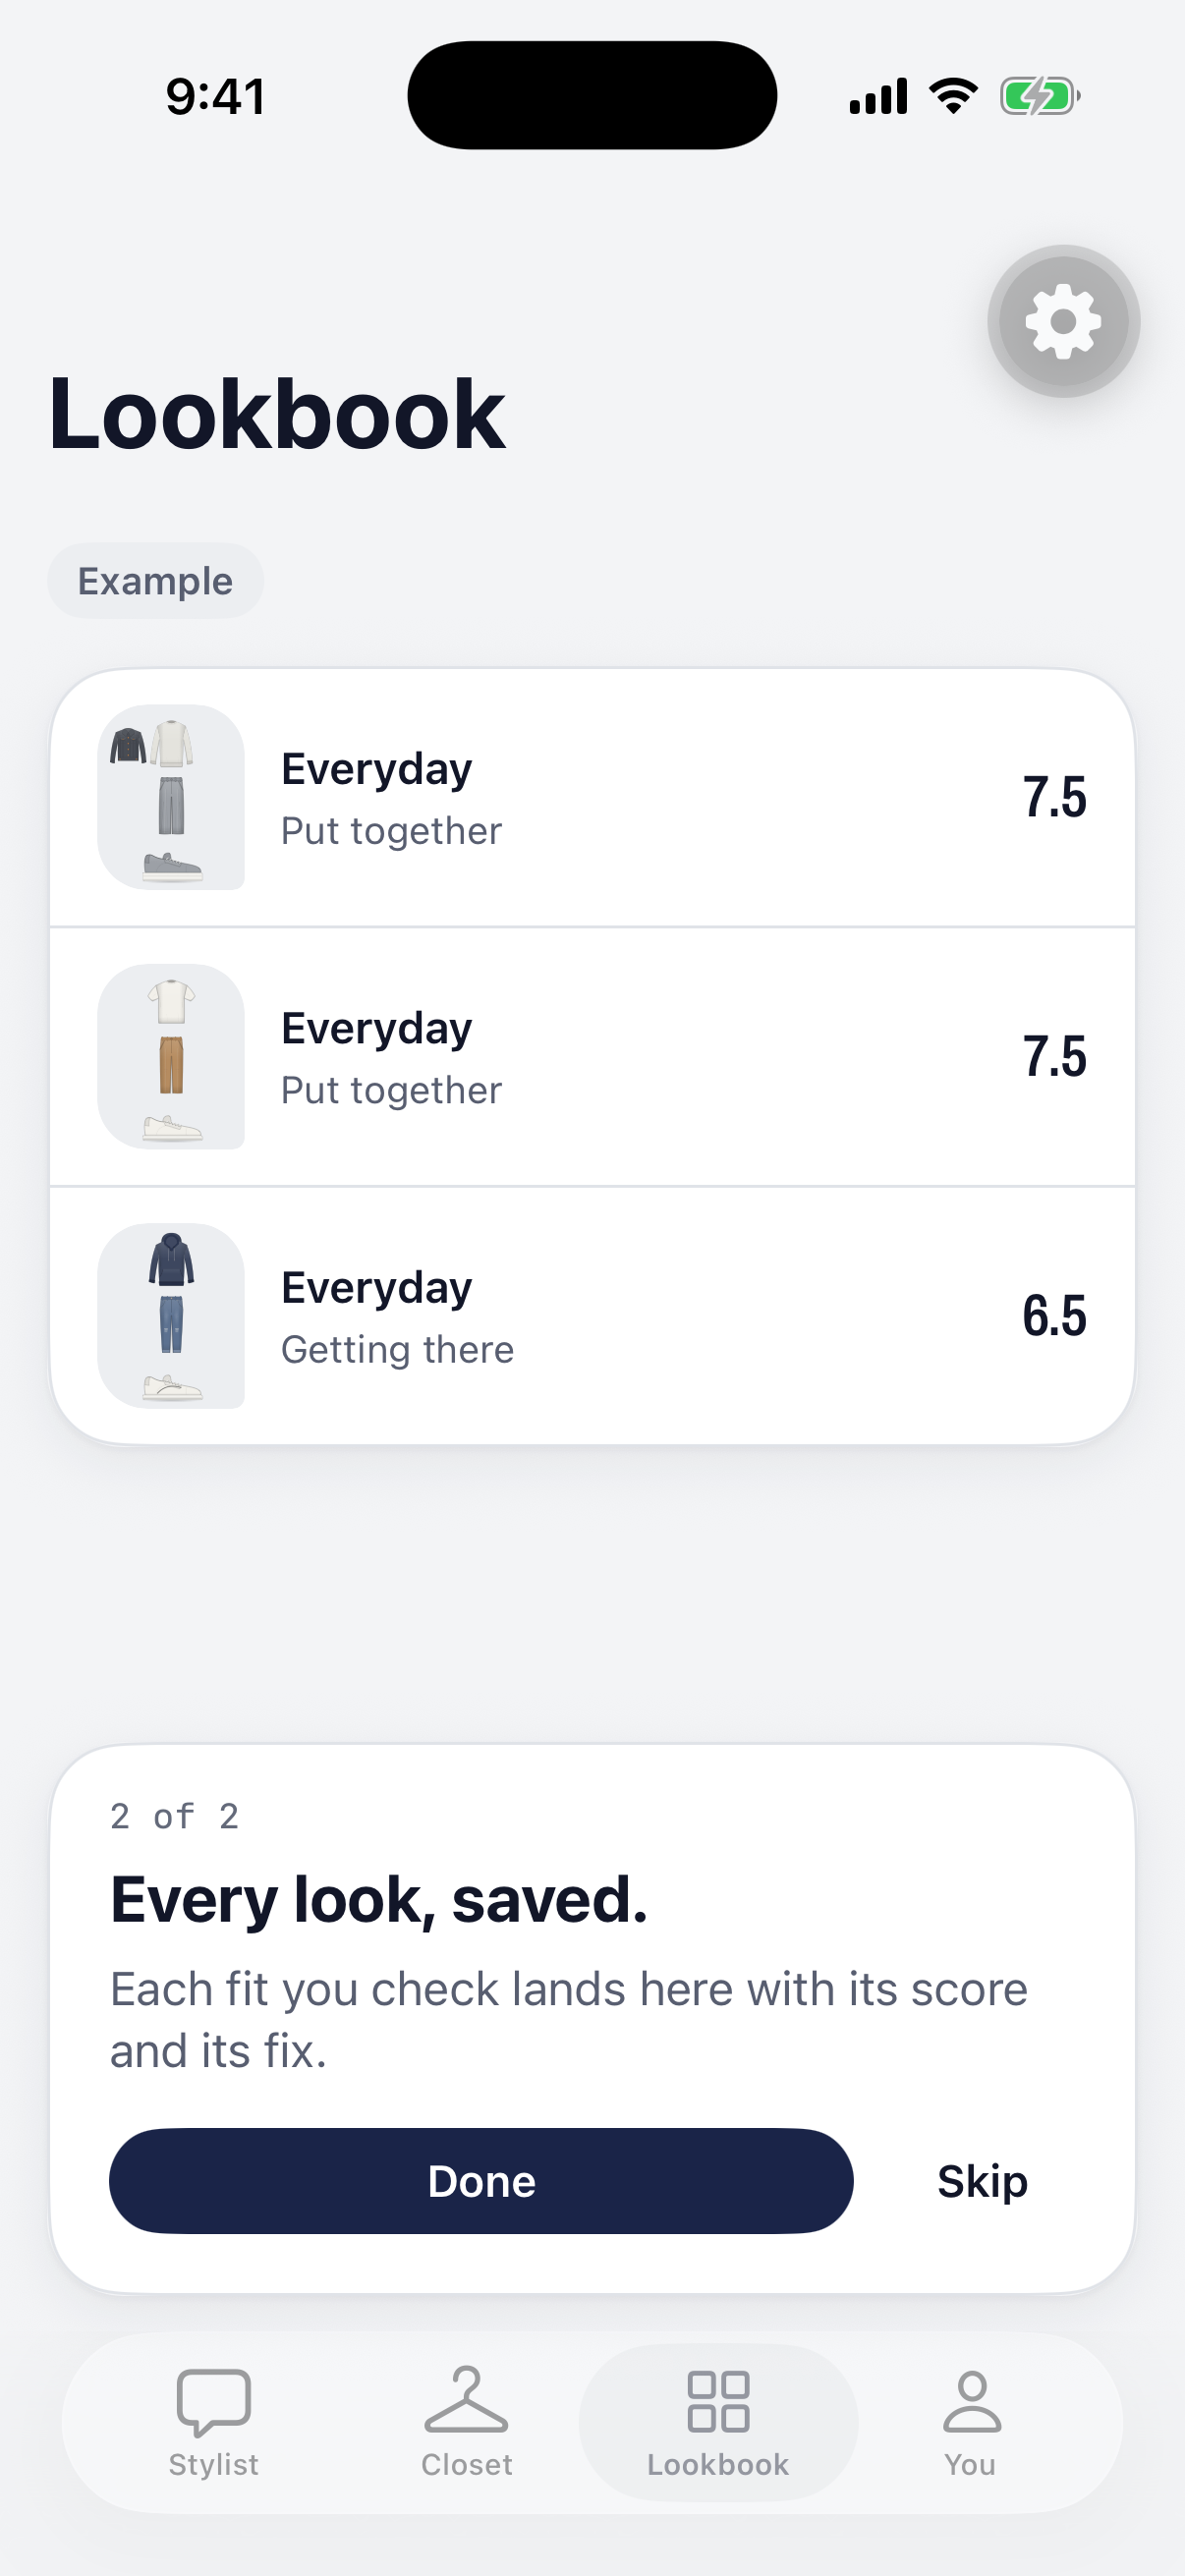 9:41
Lookbook
Example
Everyday
Put together
7.5
Everyday
Put together
7.5
Everyday
Getting there
6.5
2 of 2
Every look, saved.
Each fit you check lands here with its score
and its fix.
Done
Skip
Stylist
Closet
Lookbook
You